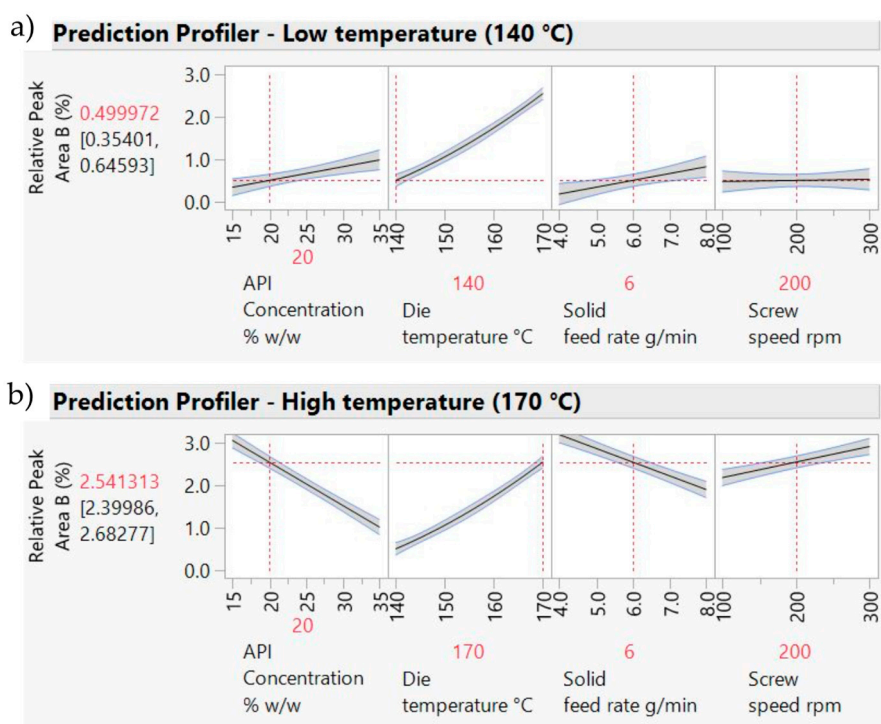 a)
Prediction Profiler - Low temperature (140 °C)
Relative Peak
Area B (%)
0.499972
[0.35401,
0.64593]
3.0
2.0
1.0
0.0
15 20 25 30 35 140 150 160 170 4.0 5.0 6.0 7.0 8.0 100 200 300
20 140 6 200
API
Concentration
% w/w
Die
temperature °C
Solid
feed rate g/min
Screw
speed rpm
b)
Prediction Profiler - High temperature (170 °C)
Relative Peak
Area B (%)
2.541313
[2.39986,
2.68277]
3.0
2.0
1.0
0.0
15 20 25 30 35 140 150 160 170 4.0 5.0 6.0 7.0 8.0 100 200 300
20 170 6 200
API
Concentration
% w/w
Die
temperature °C
Solid
feed rate g/min
Screw
speed rpm